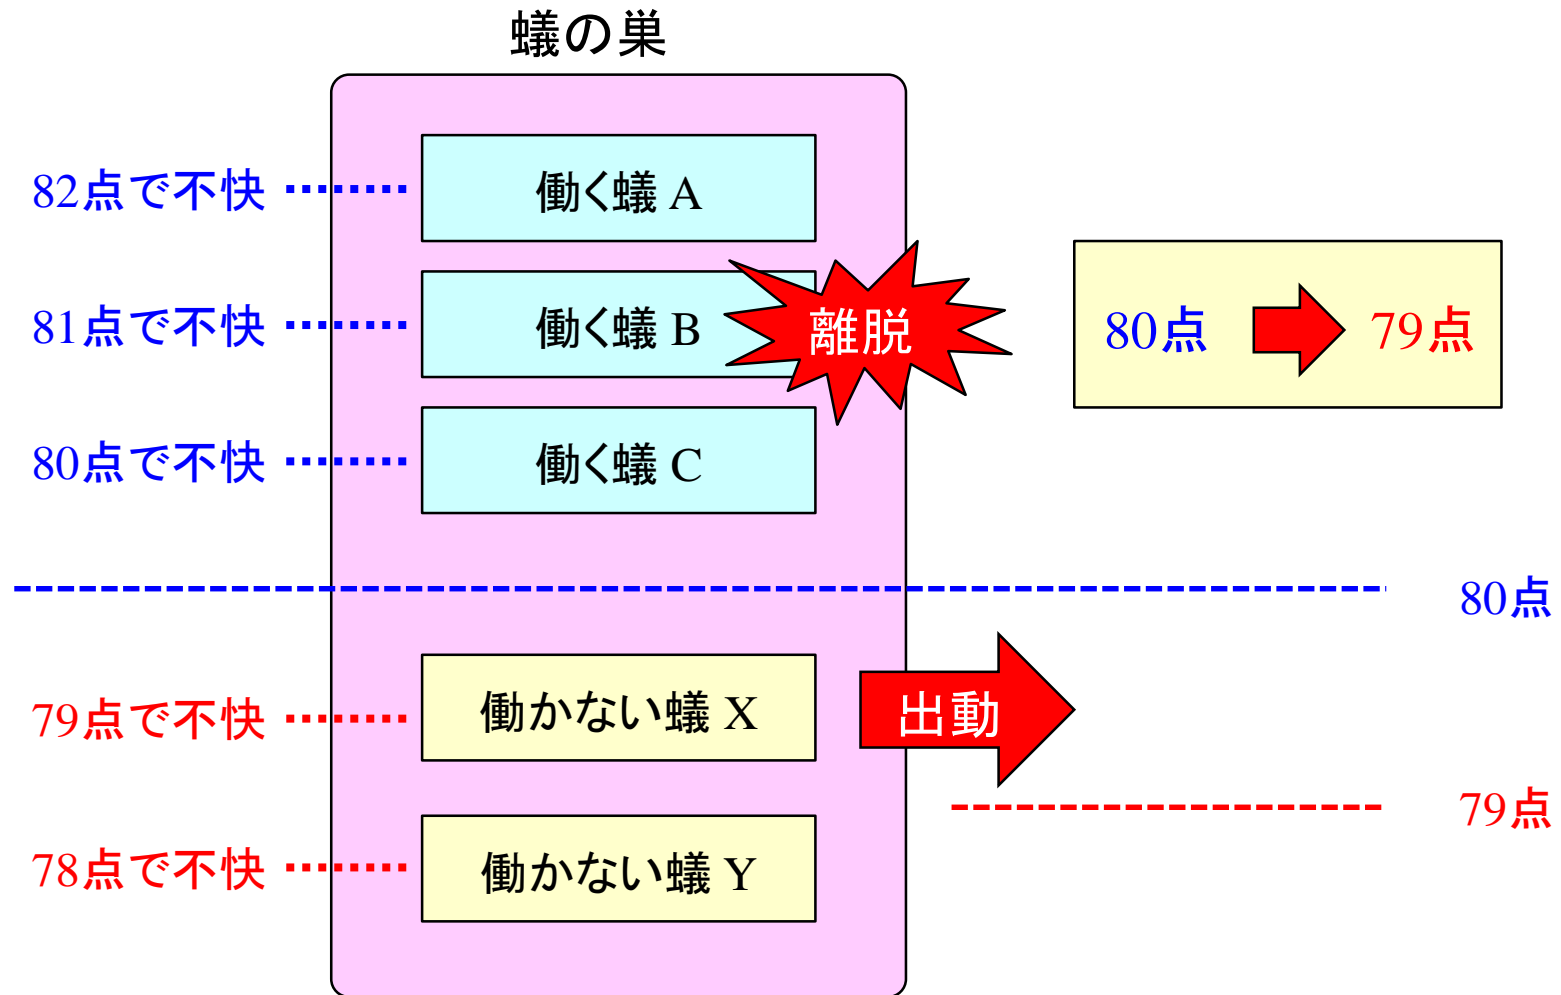 蟻の巣
82点で不快
働く蟻 A
81点で不快
働く蟻 B
離脱
80点
79点
80点で不快
働く蟻 C
80点
79点で不快
働かない蟻 X
出動
79点
78点で不快
働かない蟻 Y